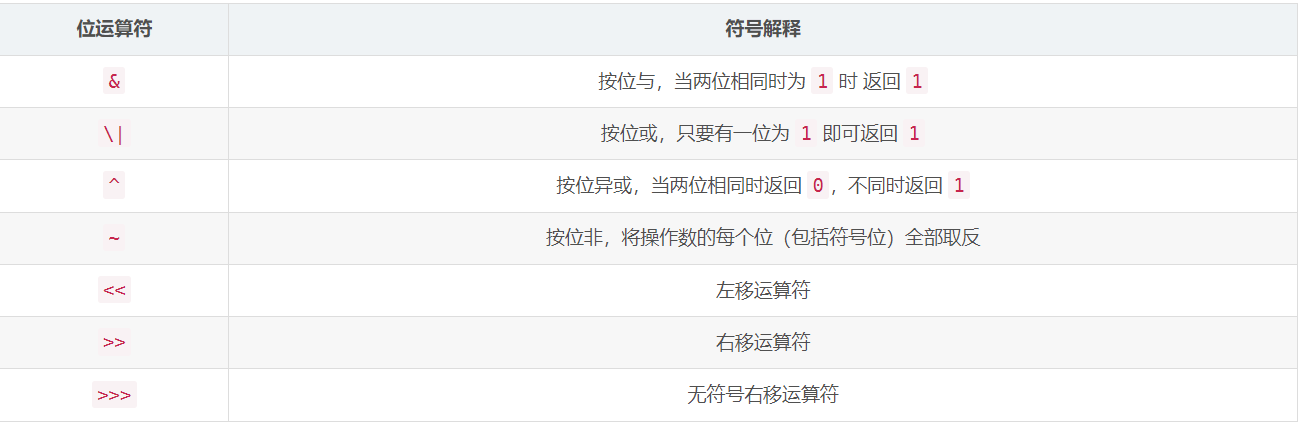 位运算符 符号解释
& 按位与，当两位相同时为 1 时 返回 1
\| 按位或，只要有一位为 1 即可返回 1
^ 按位异或，当两位相同时返回 0，不同时返回 1
~ 按位非，将操作数的每个位（包括符号位）全部取反
<< 左移运算符
>> 右移运算符
>>> 无符号右移运算符